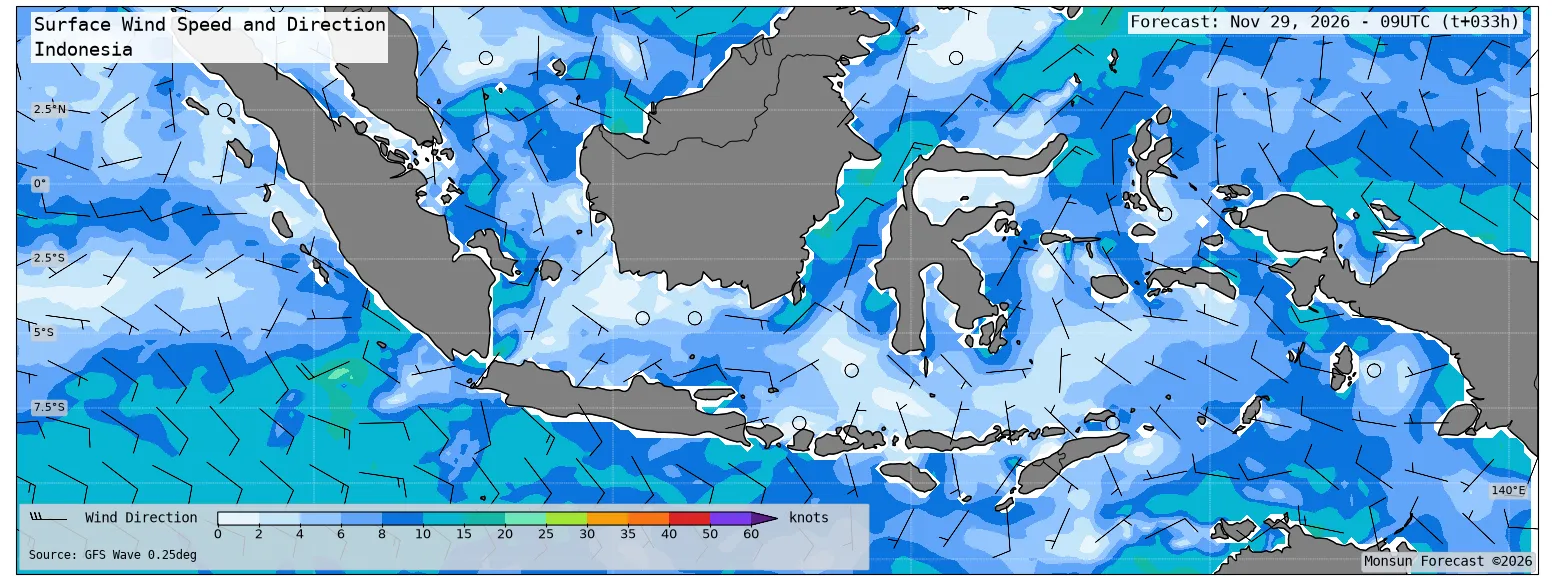 Surface Wind Speed and Direction
Indonesia
Forecast: Nov 29, 2026 - 09UTC (t+033h)
2.5°N
0°
2.5°S
5°S
7.5°S
140°E
Wind Direction
0 2 4 6 8 10 15 20 25 30 35 40 50 60
knots
Source: GFS Wave 0.25deg
Monsun Forecast ©2026